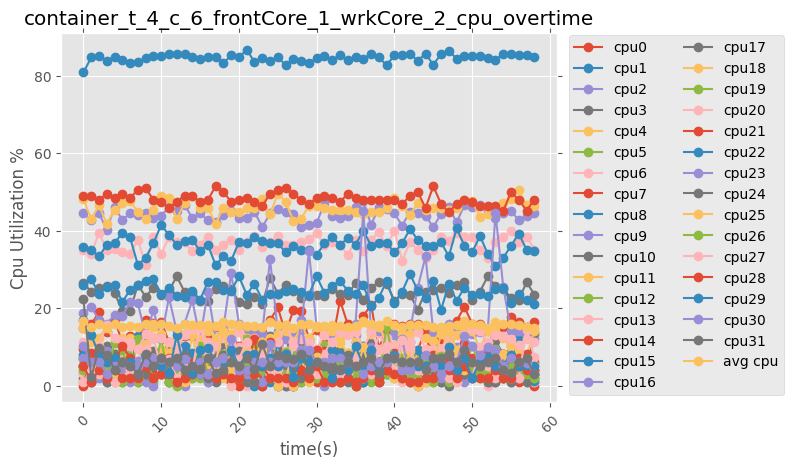 container_t_4_c_6_frontCore_1_wrkCore_2_cpu_overtime
Cpu Utilization %
80
60
40
20
0
0
10
20
30
40
50
60
time(s)
cpu0
cpu1
cpu2
cpu3
cpu4
cpu5
cpu6
cpu7
cpu8
cpu9
cpu10
cpu11
cpu12
cpu13
cpu14
cpu15
cpu16
cpu17
cpu18
cpu19
cpu20
cpu21
cpu22
cpu23
cpu24
cpu25
cpu26
cpu27
cpu28
cpu29
cpu30
cpu31
avg cpu